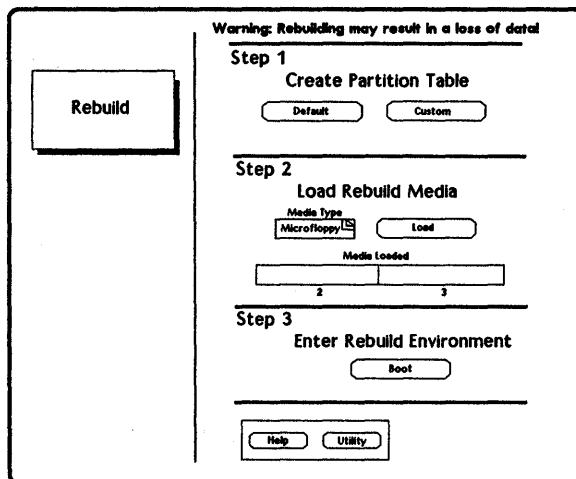 Warning: Rebuilding may result in a loss of data!
Rebuild
Step 1
Create Partition Table
Default Custom
Step 2
Load Rebuild Media
Media Type
Microfloppy Load
Media Loaded
2 3
Step 3
Enter Rebuild Environment
Boot
Help Utility